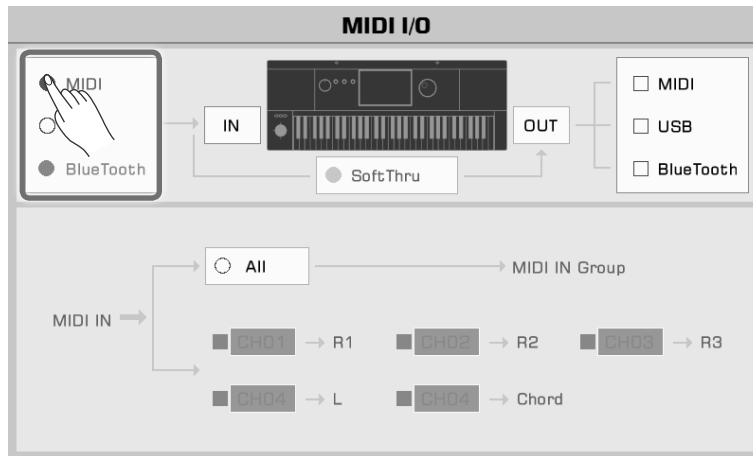 MIDI I/O
MIDI
BlueTooth
IN
OUT
SoftThru
MIDI
USB
BlueTooth
MIDI IN
All
MIDI IN Group
CH01 R1
CH02 R2
CH03 R3
CH04 L
CH04 Chord